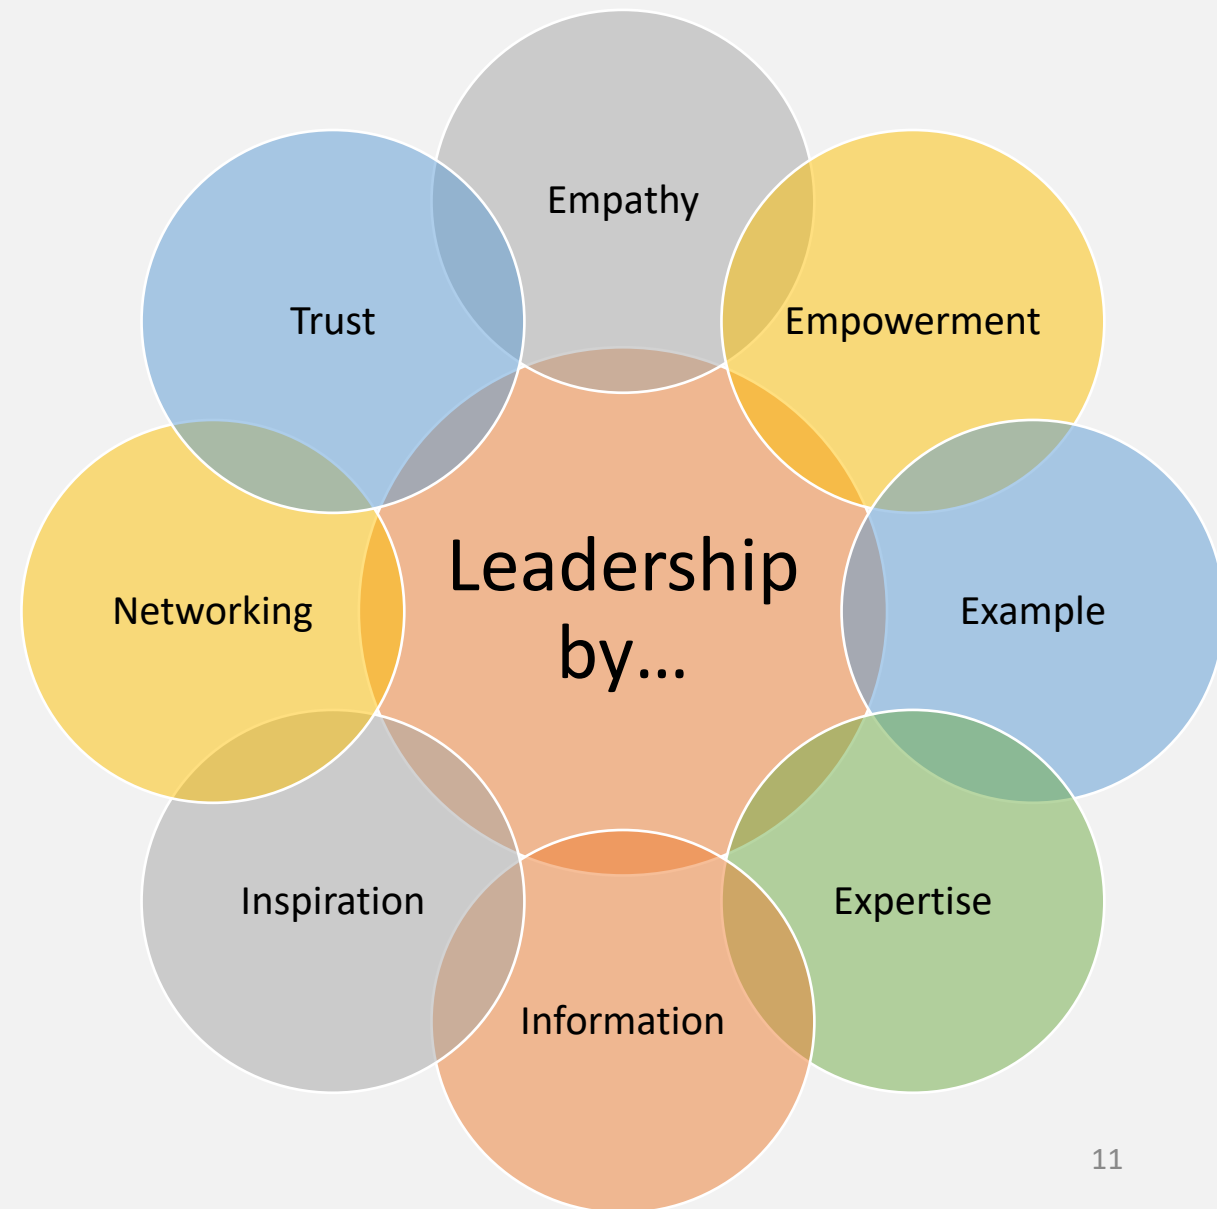 Empathy
Trust
Empowerment
Leadership
by...
Networking
Example
Inspiration
Expertise
Information
11